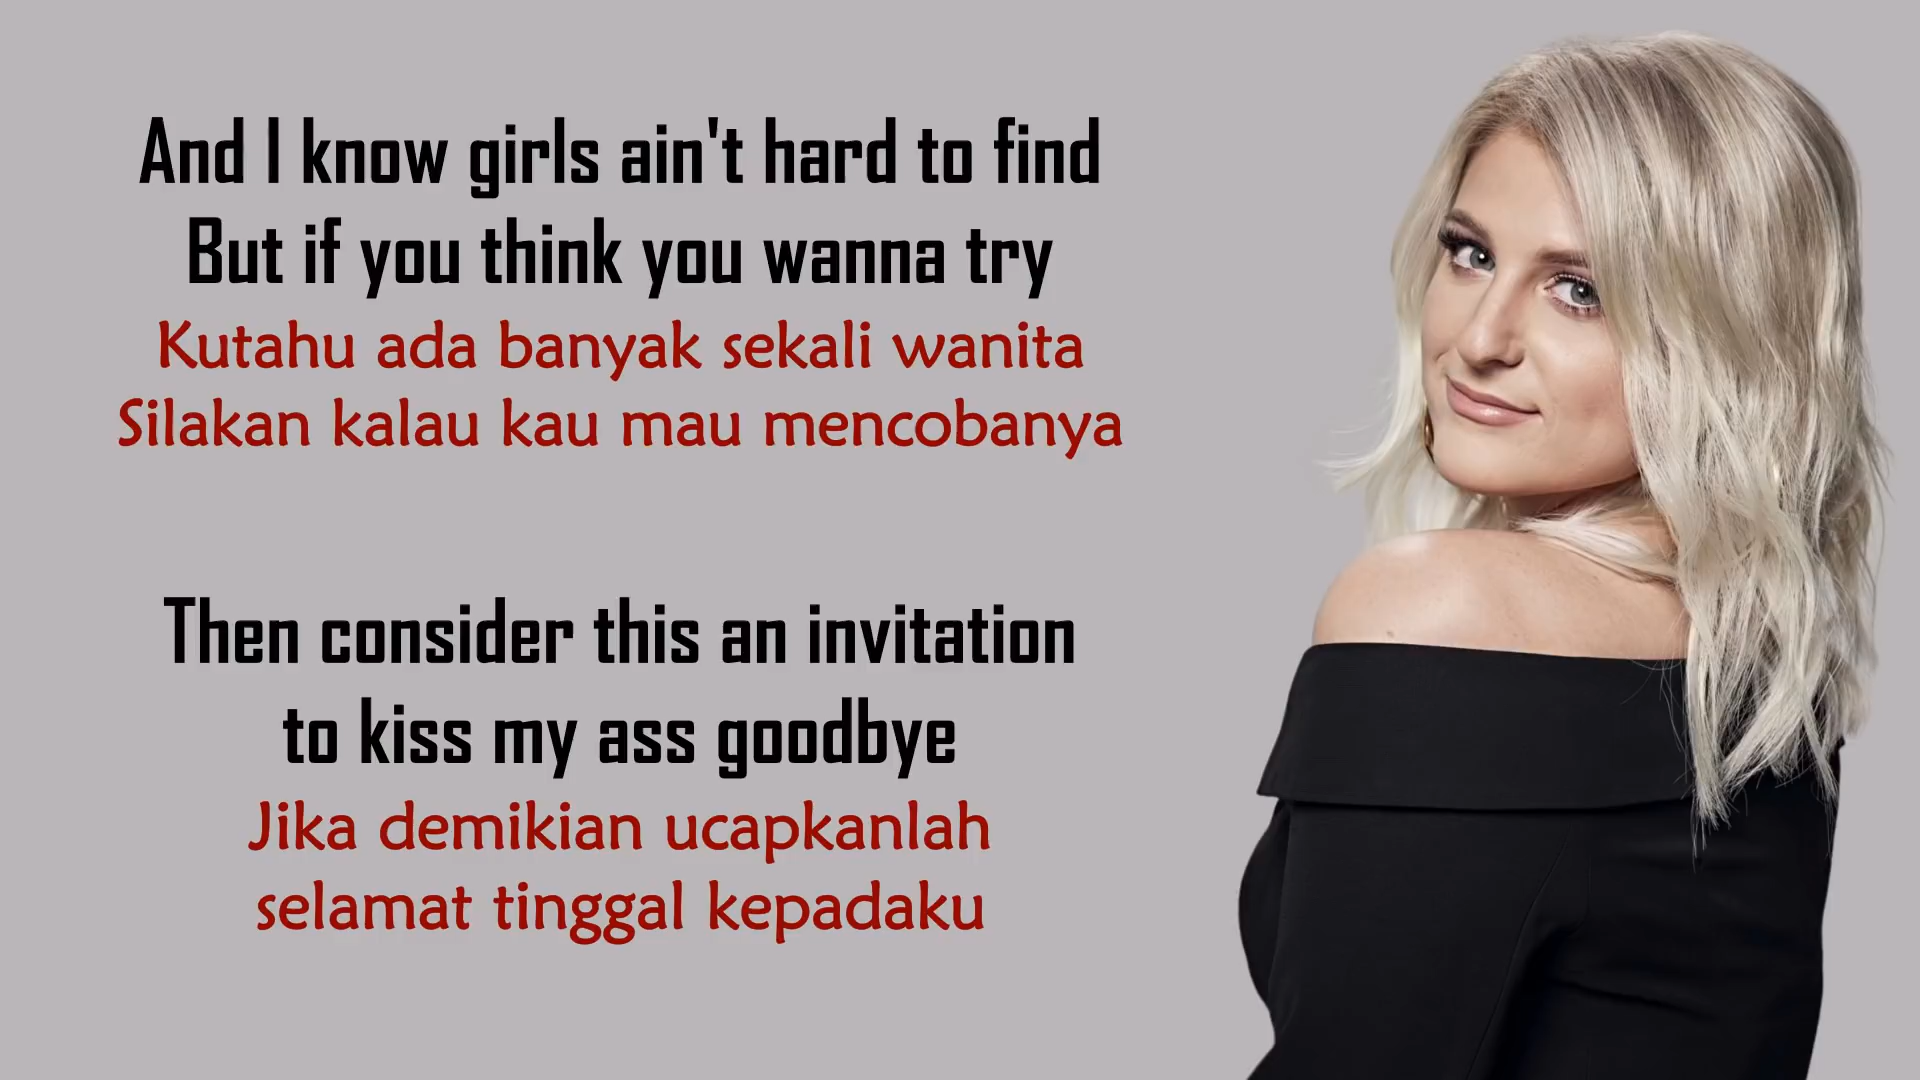 And I know girls ain't hard to find
But if you think you wanna try
Kutahu ada banyak sekali wanita
Silakan kalau kau mau mencobanya
Then consider this an invitation
to kiss my ass goodbye
Jika demikian ucapkanlah
selamat tinggal kepadaku